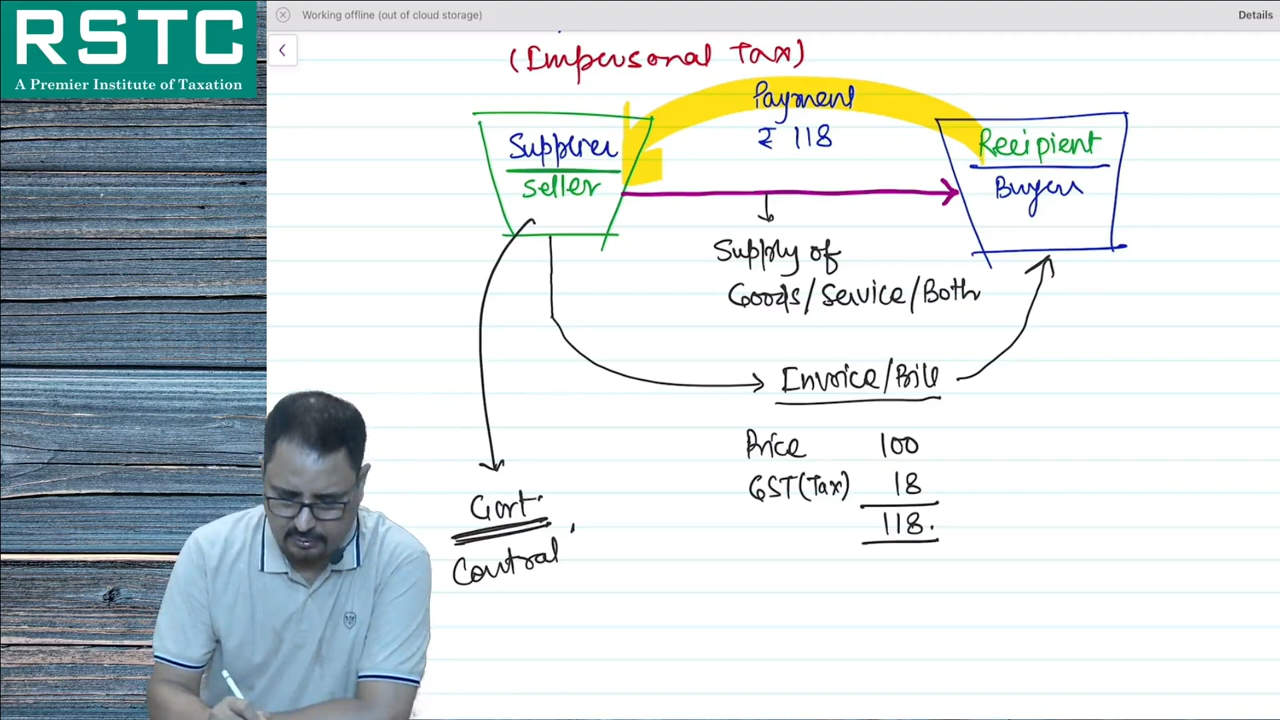 Working offline (out of cloud storage)
Details
RSTC
A Premier Institute of Taxation
(Impersonal Tax)
Payment
₹ 118
Supplier
Seller
Recipient
Buyer
Supply of
Goods/Service/Both
Invoice/Bill
Price 100
GST(Tax) 18
118.
Govt.
Central